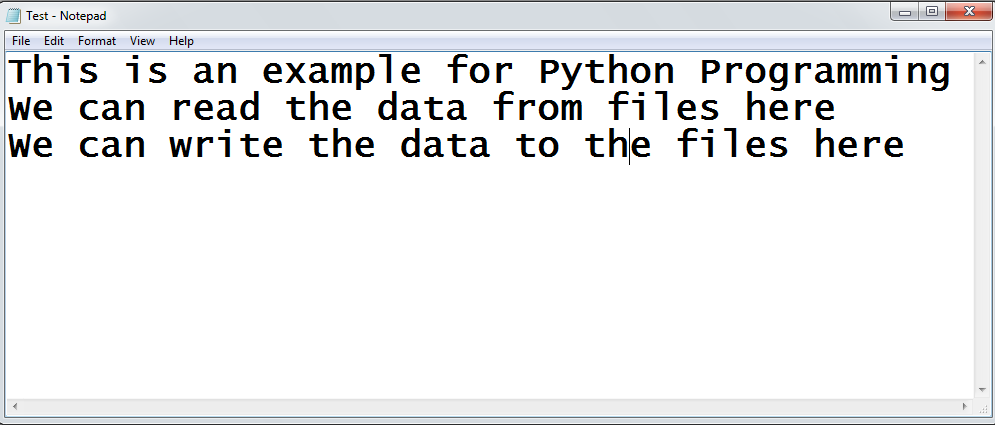 Test - Notepad
File Edit Format View Help
This is an example for Python Programming
We can read the data from files here
We can write the data to the files here